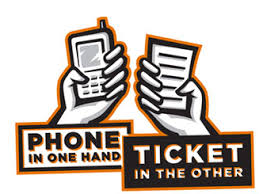 PHONE
IN ONE HAND
TICKET
IN THE OTHER